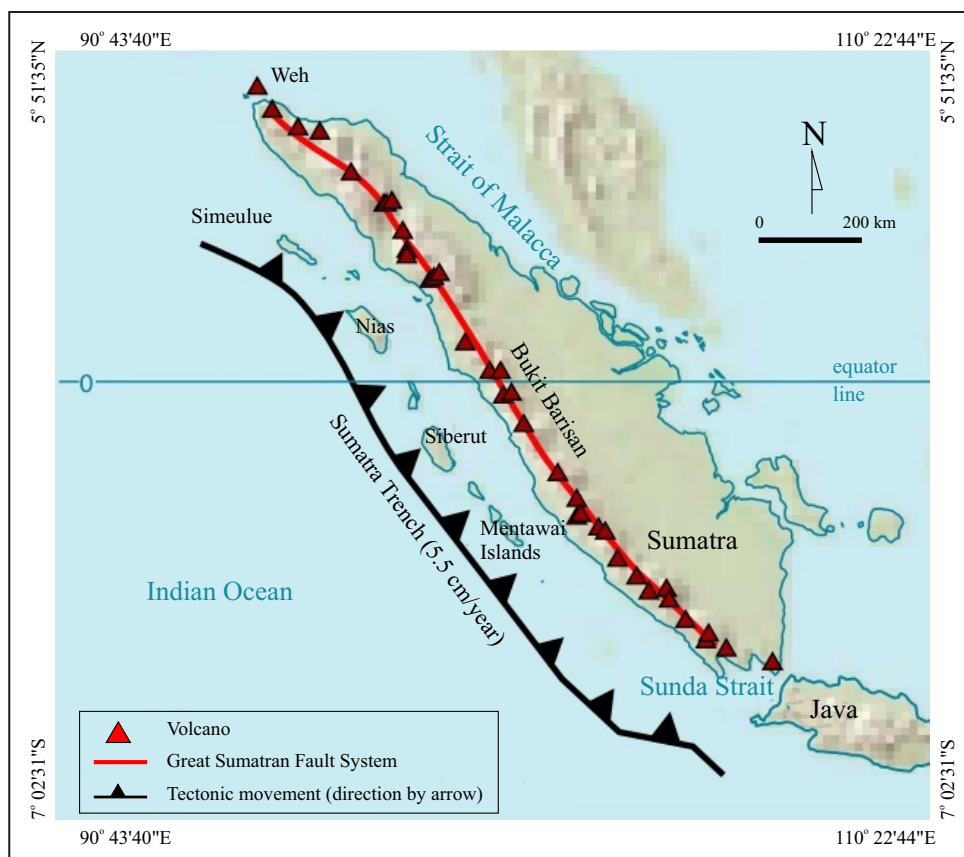 90° 43'40"E
110° 22'44"E
5° 51'35"N
5° 51'35"N
Weh
N
Strait of Malacca
0 200 km
Simeulue
Nias
Bukit Barisan
equator
line
0
Siberut
Sumatra Trench (5.5 cm/year)
Mentawai
Islands
Sumatra
Indian Ocean
Sunda Strait
Java
Volcano
Great Sumatran Fault System
Tectonic movement (direction by arrow)
7° 02'31"S
7° 02'31"S
90° 43'40"E
110° 22'44"E